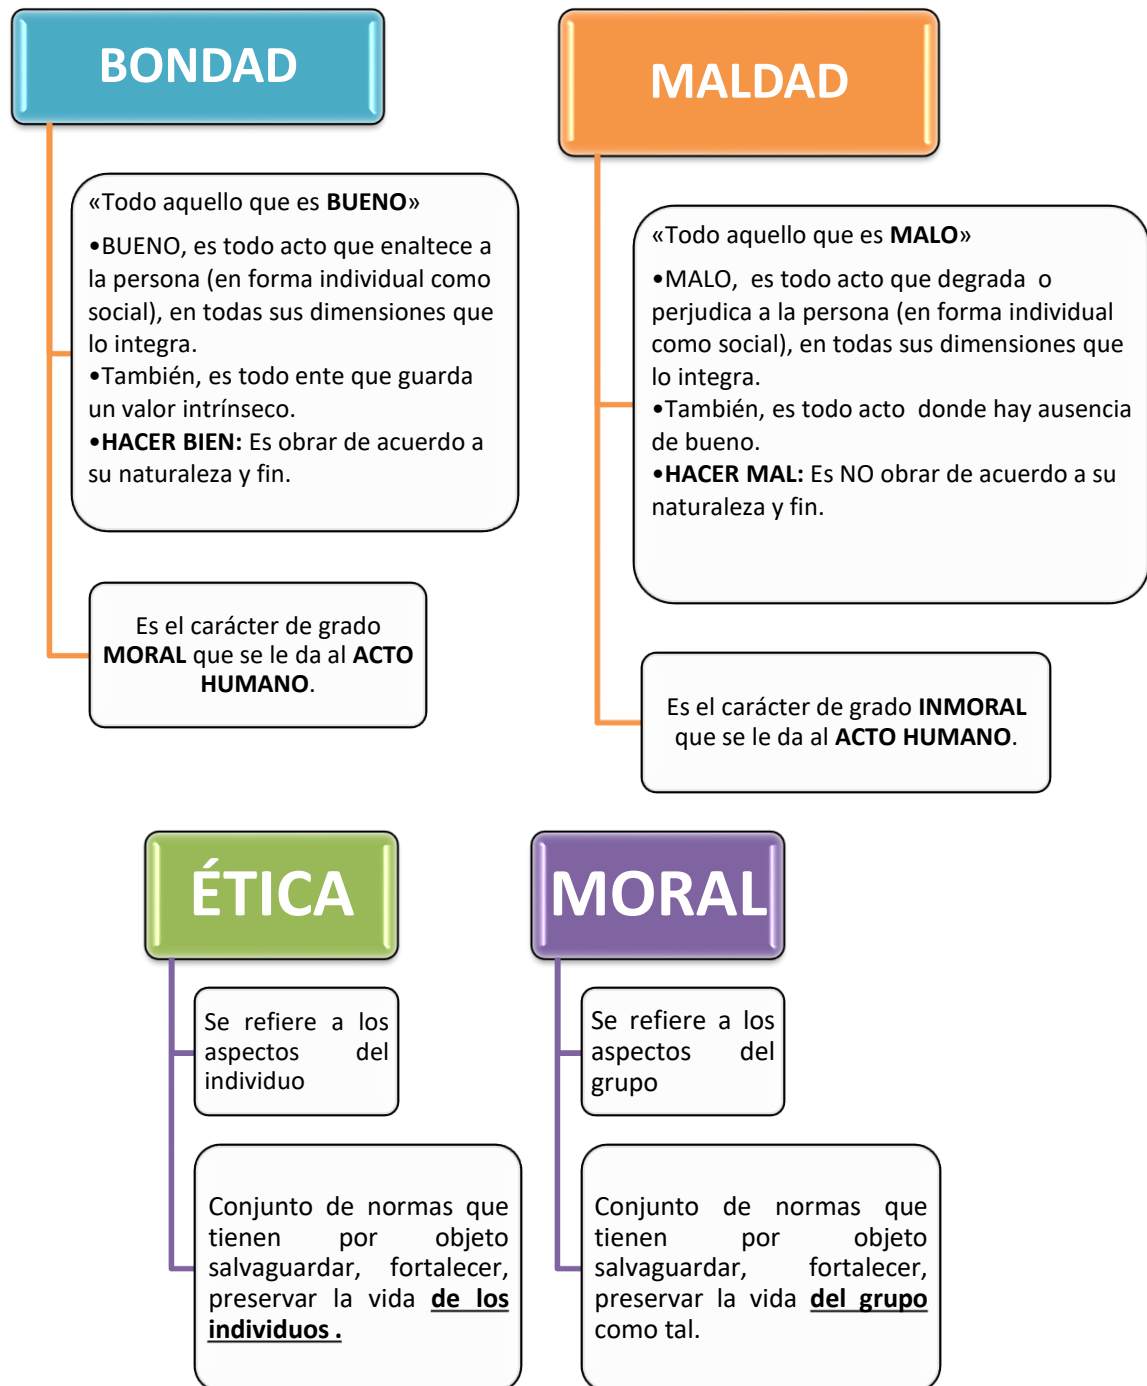 BONDAD
«Todo aquello que es BUENO»
•BUENO, es todo acto que enaltece a
la persona (en forma individual como
social), en todas sus dimensiones que
lo integra.
•También, es todo ente que guarda
un valor intrínseco.
•HACER BIEN: Es obrar de acuerdo a
su naturaleza y fin.
Es el carácter de grado
MORAL que se le da al ACTO
HUMANO.
MALDAD
«Todo aquello que es MALO»
•MALO, es todo acto que degrada o
perjudica a la persona (en forma individual
como social), en todas sus dimensiones que
lo integra.
•También, es todo acto donde hay ausencia
de bueno.
•HACER MAL: Es NO obrar de acuerdo a su
naturaleza y fin.
Es el carácter de grado INMORAL
que se le da al ACTO HUMANO.
ÉTICA
Se refiere a los
aspectos del
individuo
Conjunto de normas que
tienen por objeto
salvaguardar, fortalecer,
preservar la vida de los
individuos .
MORAL
Se refiere a los
aspectos del
grupo
Conjunto de normas que
tienen por objeto
salvaguardar, fortalecer,
preservar la vida del grupo
como tal.